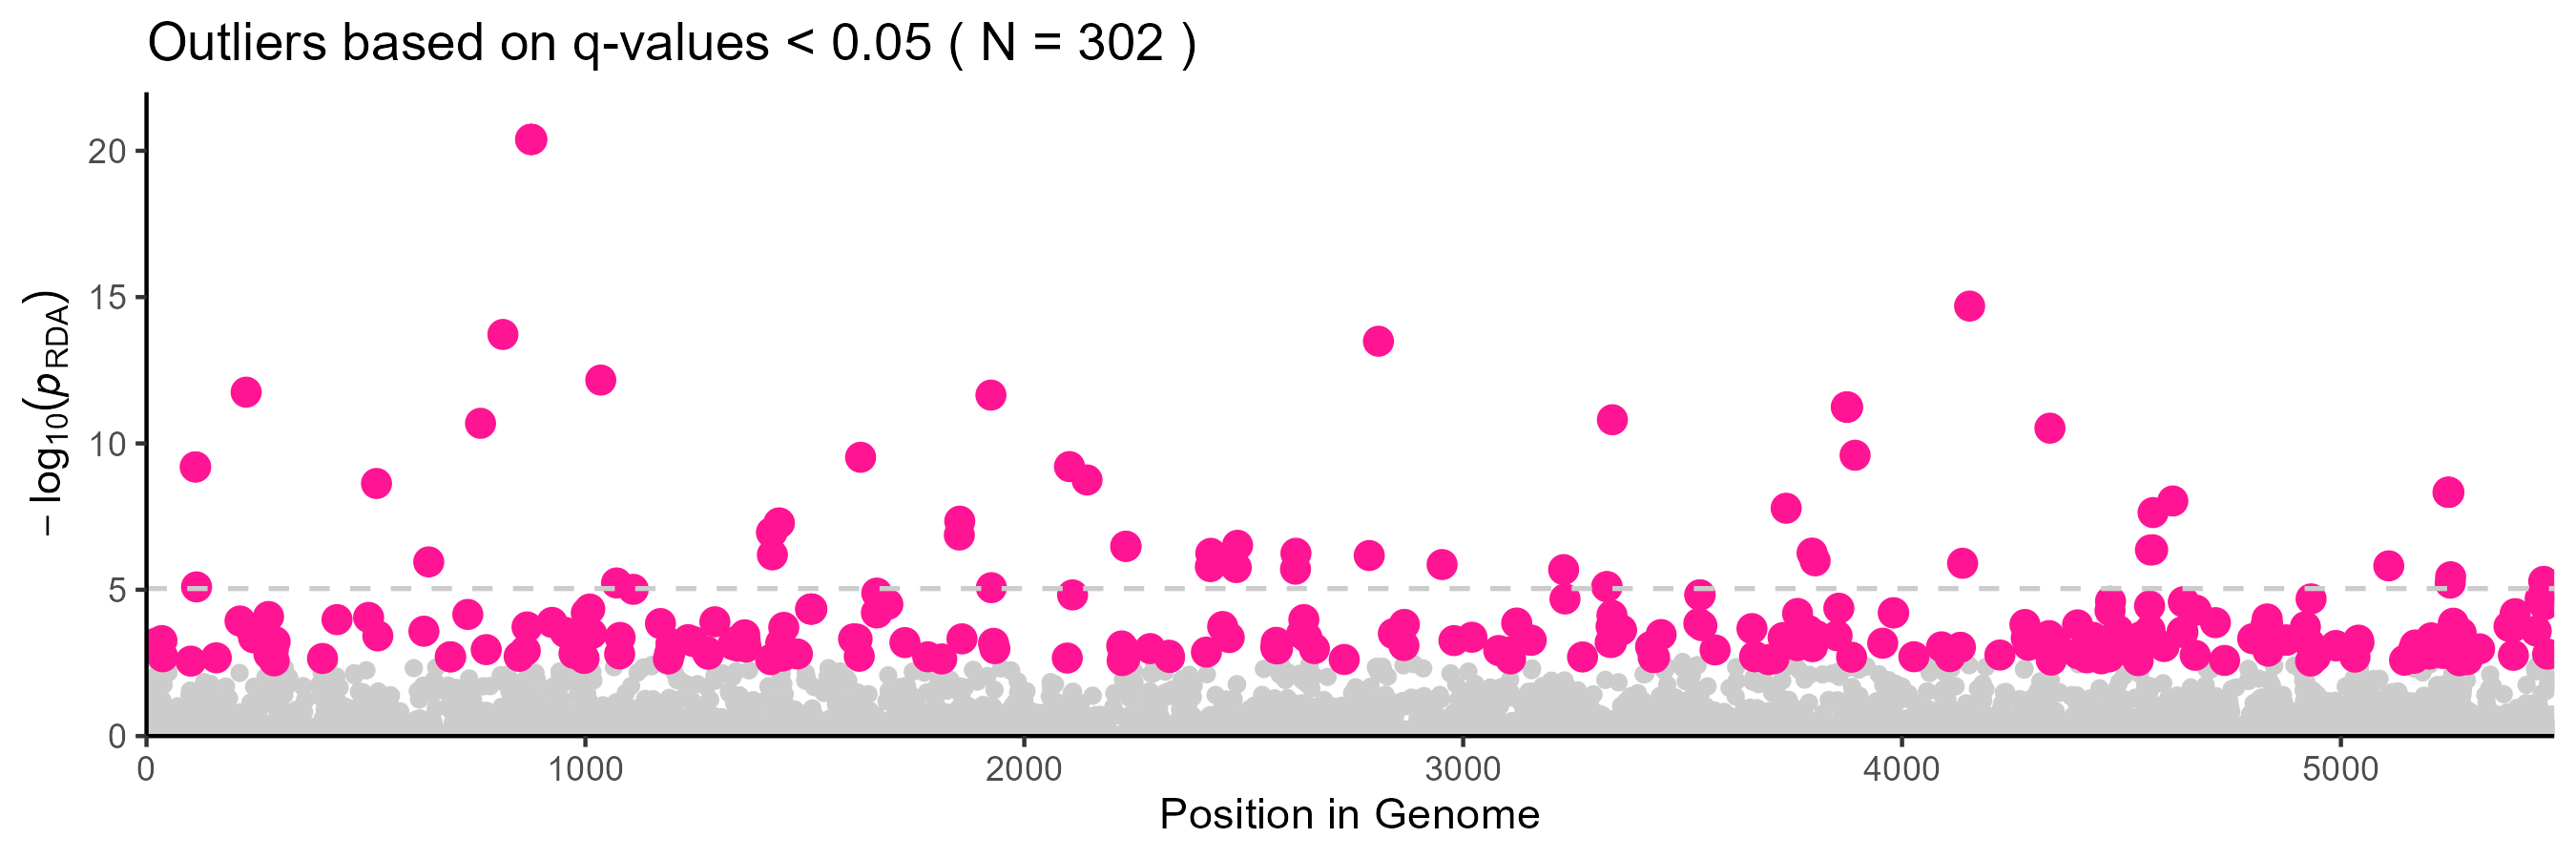 Outliers based on q-values < 0.05 ( N = 302 )
− log10(pRDA)
20
15
10
5
0
0 1000 2000 3000 4000 5000
Position in Genome